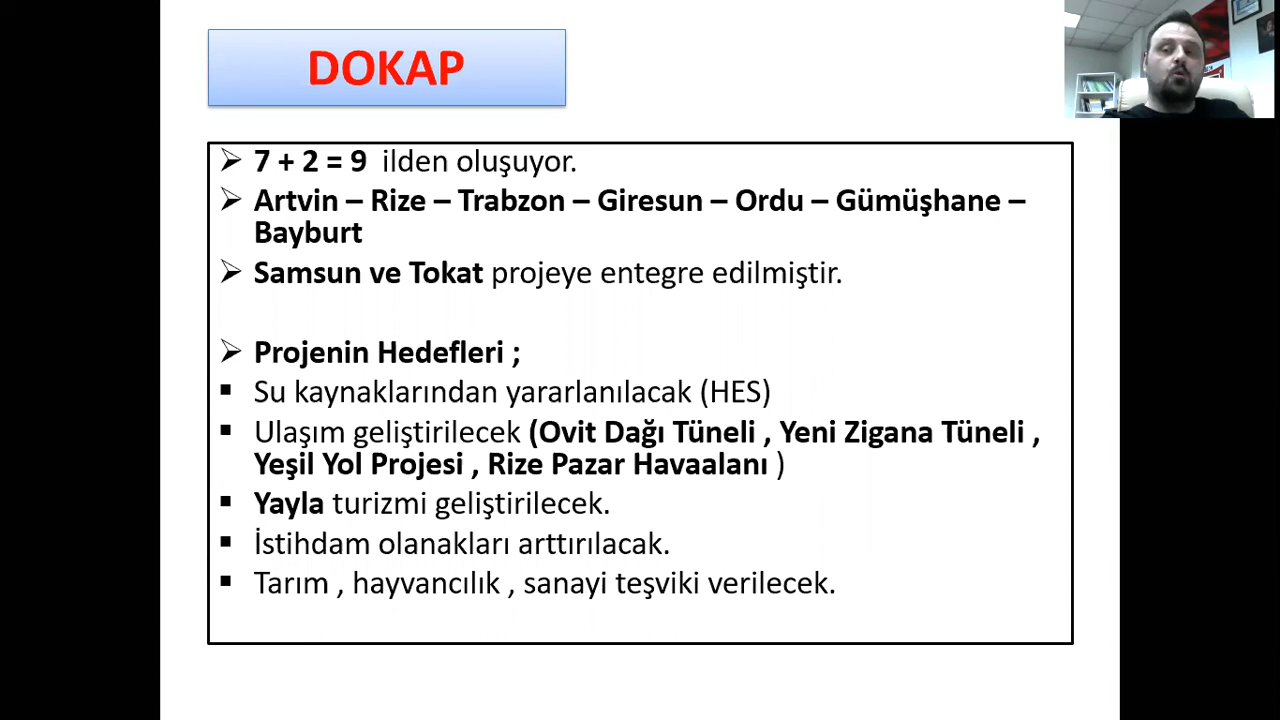 DOKAP
➢ 7 + 2 = 9 ilden oluşuyor.
➢ Artvin – Rize – Trabzon – Giresun – Ordu – Gümüşhane –
Bayburt
➢ Samsun ve Tokat projeye entegre edilmiştir.
➢ Projenin Hedefleri ;
▪ Su kaynaklarından yararlanılacak (HES)
▪ Ulaşım geliştirilecek (Ovit Dağı Tüneli , Yeni Zigana Tüneli ,
Yeşil Yol Projesi , Rize Pazar Havaalanı )
▪ Yayla turizmi geliştirilecek.
▪ İstihdam olanakları arttırılacak.
▪ Tarım , hayvancılık , sanayi teşviki verilecek.